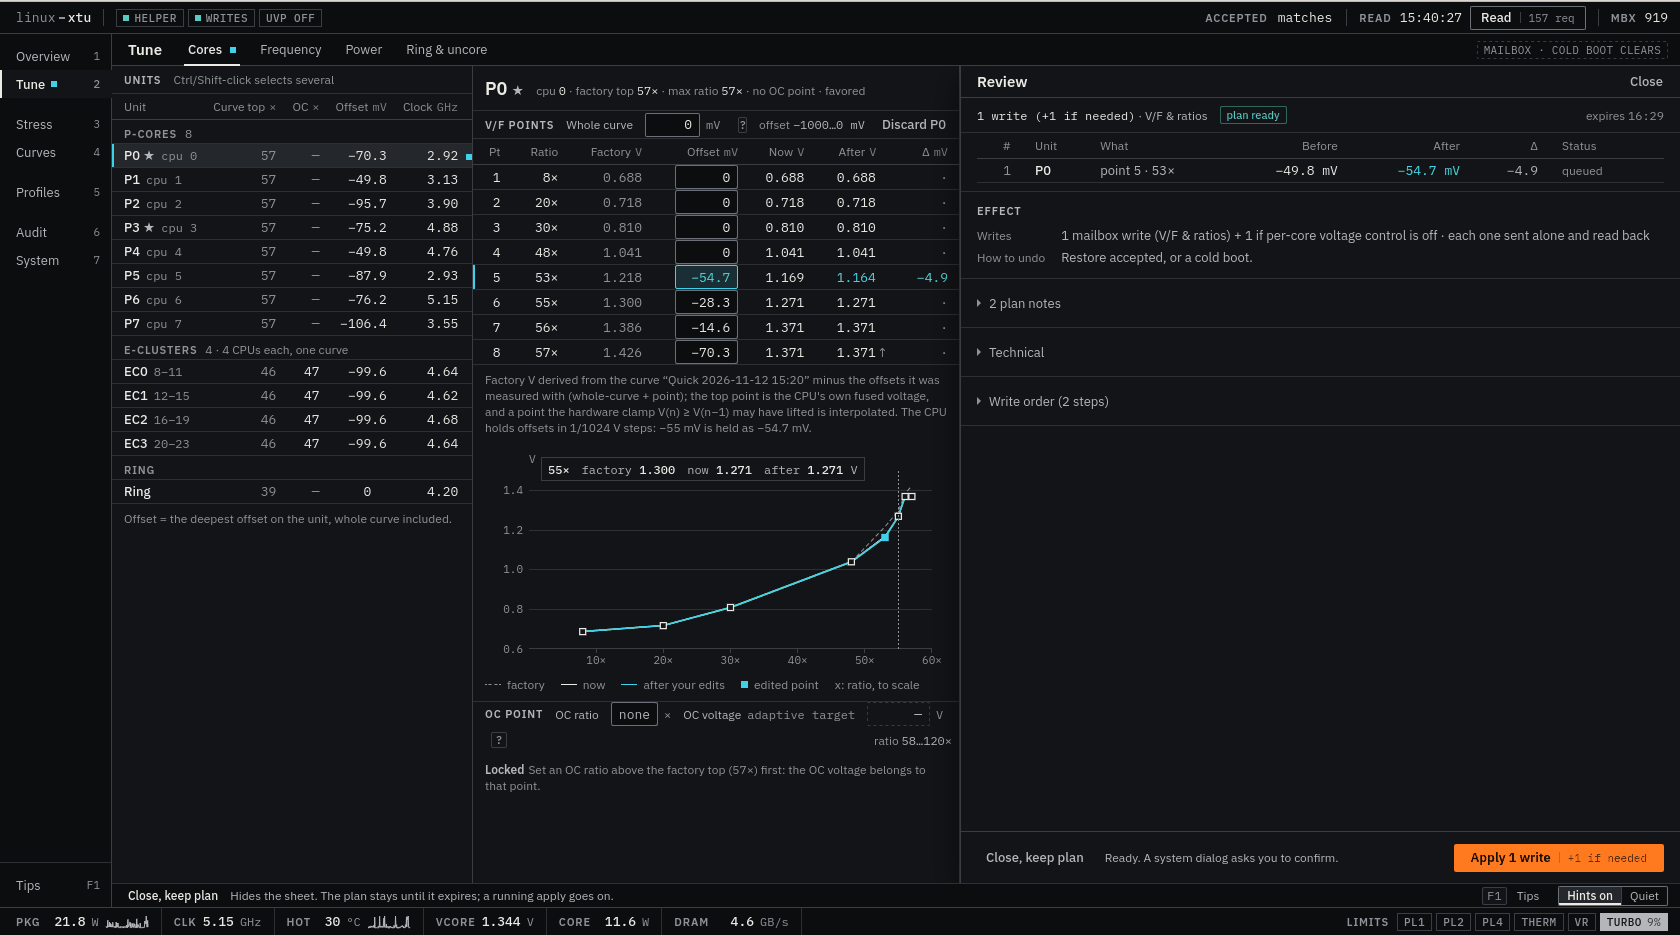 linux-xtu
HELPER WRITES UVP OFF
ACCEPTED matches READ 15:40:27 Read 157 req MBX 919
Overview 1
Tune 2
Stress 3
Curves 4
Profiles 5
Audit 6
System 7
Tips F1
Tune Cores Frequency Power Ring & uncore
MAILBOX · COLD BOOT CLEARS
UNITS Ctrl/Shift-click selects several
Unit Curve top × OC × Offset mV Clock GHz
P-CORES 8
P0 ★ cpu 0 57 — −70.3 2.92
P1 cpu 1 57 — −49.8 3.13
P2 cpu 2 57 — −95.7 3.90
P3 ★ cpu 3 57 — −75.2 4.88
P4 cpu 4 57 — −49.8 4.76
P5 cpu 5 57 — −87.9 2.93
P6 cpu 6 57 — −76.2 5.15
P7 cpu 7 57 — −106.4 3.55
E-CLUSTERS 4 · 4 CPUs each, one curve
EC0 8–11 46 47 −99.6 4.64
EC1 12–15 46 47 −99.6 4.62
EC2 16–19 46 47 −99.6 4.68
EC3 20–23 46 47 −99.6 4.64
RING
Ring 39 — 0 4.20
Offset = the deepest offset on the unit, whole curve included.
P0 ★ cpu 0 · factory top 57× · max ratio 57× · no OC point · favored
V/F POINTS Whole curve 0 mV ? offset −1000…0 mV Discard P0
Pt Ratio Factory V Offset mV Now V After V Δ mV
1 8× 0.688 0 0.688 0.688 ·
2 20× 0.718 0 0.718 0.718 ·
3 30× 0.810 0 0.810 0.810 ·
4 48× 1.041 0 1.041 1.041 ·
5 53× 1.218 −54.7 1.169 1.164 −4.9
6 55× 1.300 −28.3 1.271 1.271 ·
7 56× 1.386 −14.6 1.371 1.371 ·
8 57× 1.426 −70.3 1.371 1.371↑ ·
Factory V derived from the curve “Quick 2026-11-12 15:20” minus the offsets it was
measured with (whole-curve + point); the top point is the CPU's own fused voltage,
and a point the hardware clamp V(n) ≥ V(n−1) may have lifted is interpolated. The CPU
holds offsets in 1/1024 V steps: −55 mV is held as −54.7 mV.
V
55× factory 1.300 now 1.271 after 1.271 V
1.4
1.2
1.0
0.8
0.6
10× 20× 30× 40× 50× 60×
factory now after your edits edited point x: ratio, to scale
OC POINT OC ratio none × OC voltage adaptive target — V
? ratio 58…120×
Locked Set an OC ratio above the factory top (57×) first: the OC voltage belongs to
that point.
Review Close
1 write (+1 if needed) · V/F & ratios plan ready expires 16:29
# Unit What Before After Δ Status
1 P0 point 5 · 53× −49.8 mV −54.7 mV −4.9 queued
EFFECT
Writes 1 mailbox write (V/F & ratios) + 1 if per-core voltage control is off · each one sent alone and read back
How to undo Restore accepted, or a cold boot.
2 plan notes
Technical
Write order (2 steps)
Close, keep plan Ready. A system dialog asks you to confirm. Apply 1 write +1 if needed
Close, keep plan Hides the sheet. The plan stays until it expires; a running apply goes on. F1 Tips Hints on Quiet
PKG 21.8 W CLK 5.15 GHz HOT 30 °C VCORE 1.344 V CORE 11.6 W DRAM 4.6 GB/s LIMITS PL1 PL2 PL4 THERM VR TURBO 9%